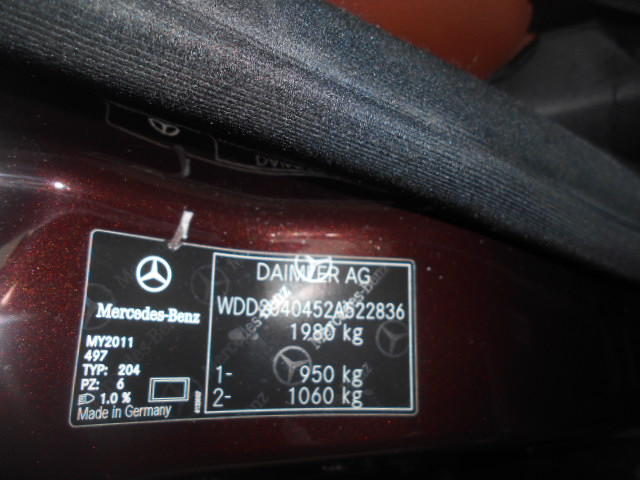 Mercedes-Benz
MY2011
497
TYP: 204
PZ: 6
1.0 %
Made in Germany
DAIMLER AG
WDD2040452A522836
1980 kg
1- 950 kg
2- 1060 kg